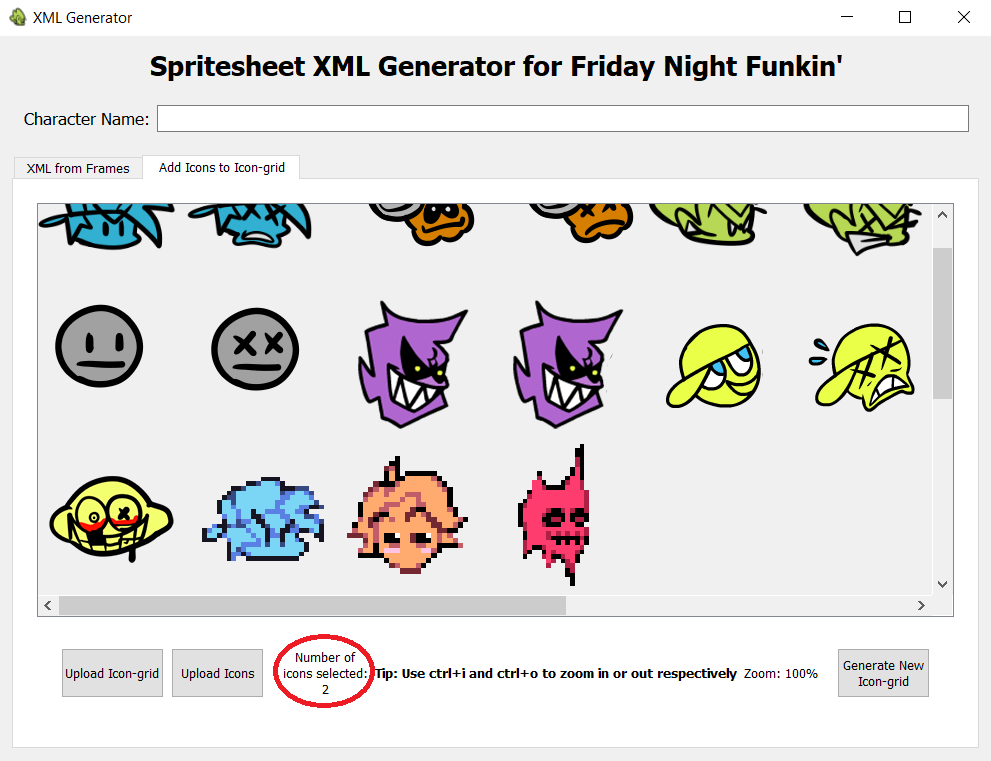 XML Generator
Spritesheet XML Generator for Friday Night Funkin'
Character Name:
XML from Frames
Add Icons to Icon-grid
Upload Icon-grid
Upload Icons
Number of
icons selected:
2
Tip: Use ctrl+i and ctrl+o to zoom in or out respectively
Zoom: 100%
Generate New
Icon-grid